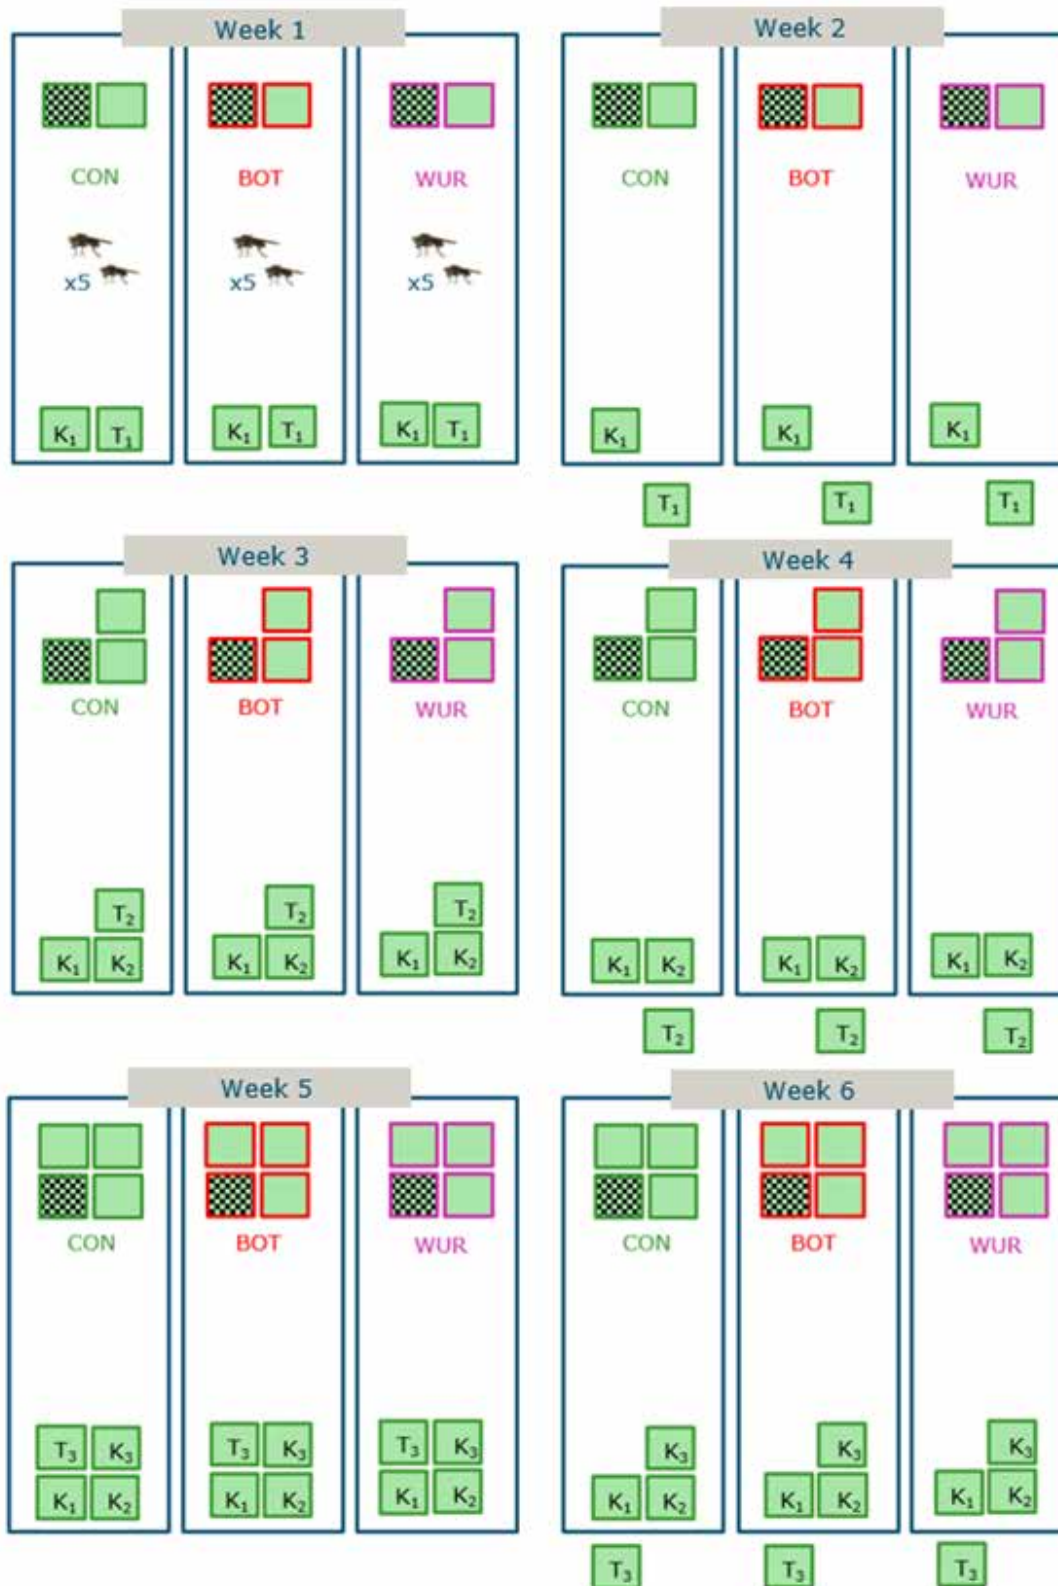 Week 1
CON BOT WUR
x5 x5 x5
K₁ T₁ K₁ T₁ K₁ T₁
Week 2
CON BOT WUR
K₁ K₁ K₁
T₁ T₁ T₁
Week 3
CON BOT WUR
T₂ T₂ T₂
K₁ K₂ K₁ K₂ K₁ K₂
Week 4
CON BOT WUR
K₁ K₂ K₁ K₂ K₁ K₂
T₂ T₂ T₂
Week 5
CON BOT WUR
T₃ K₃ T₃ K₃ T₃ K₃
K₁ K₂ K₁ K₂ K₁ K₂
Week 6
CON BOT WUR
K₃ K₃ K₃
K₁ K₂ K₁ K₂ K₁ K₂
T₃ T₃ T₃